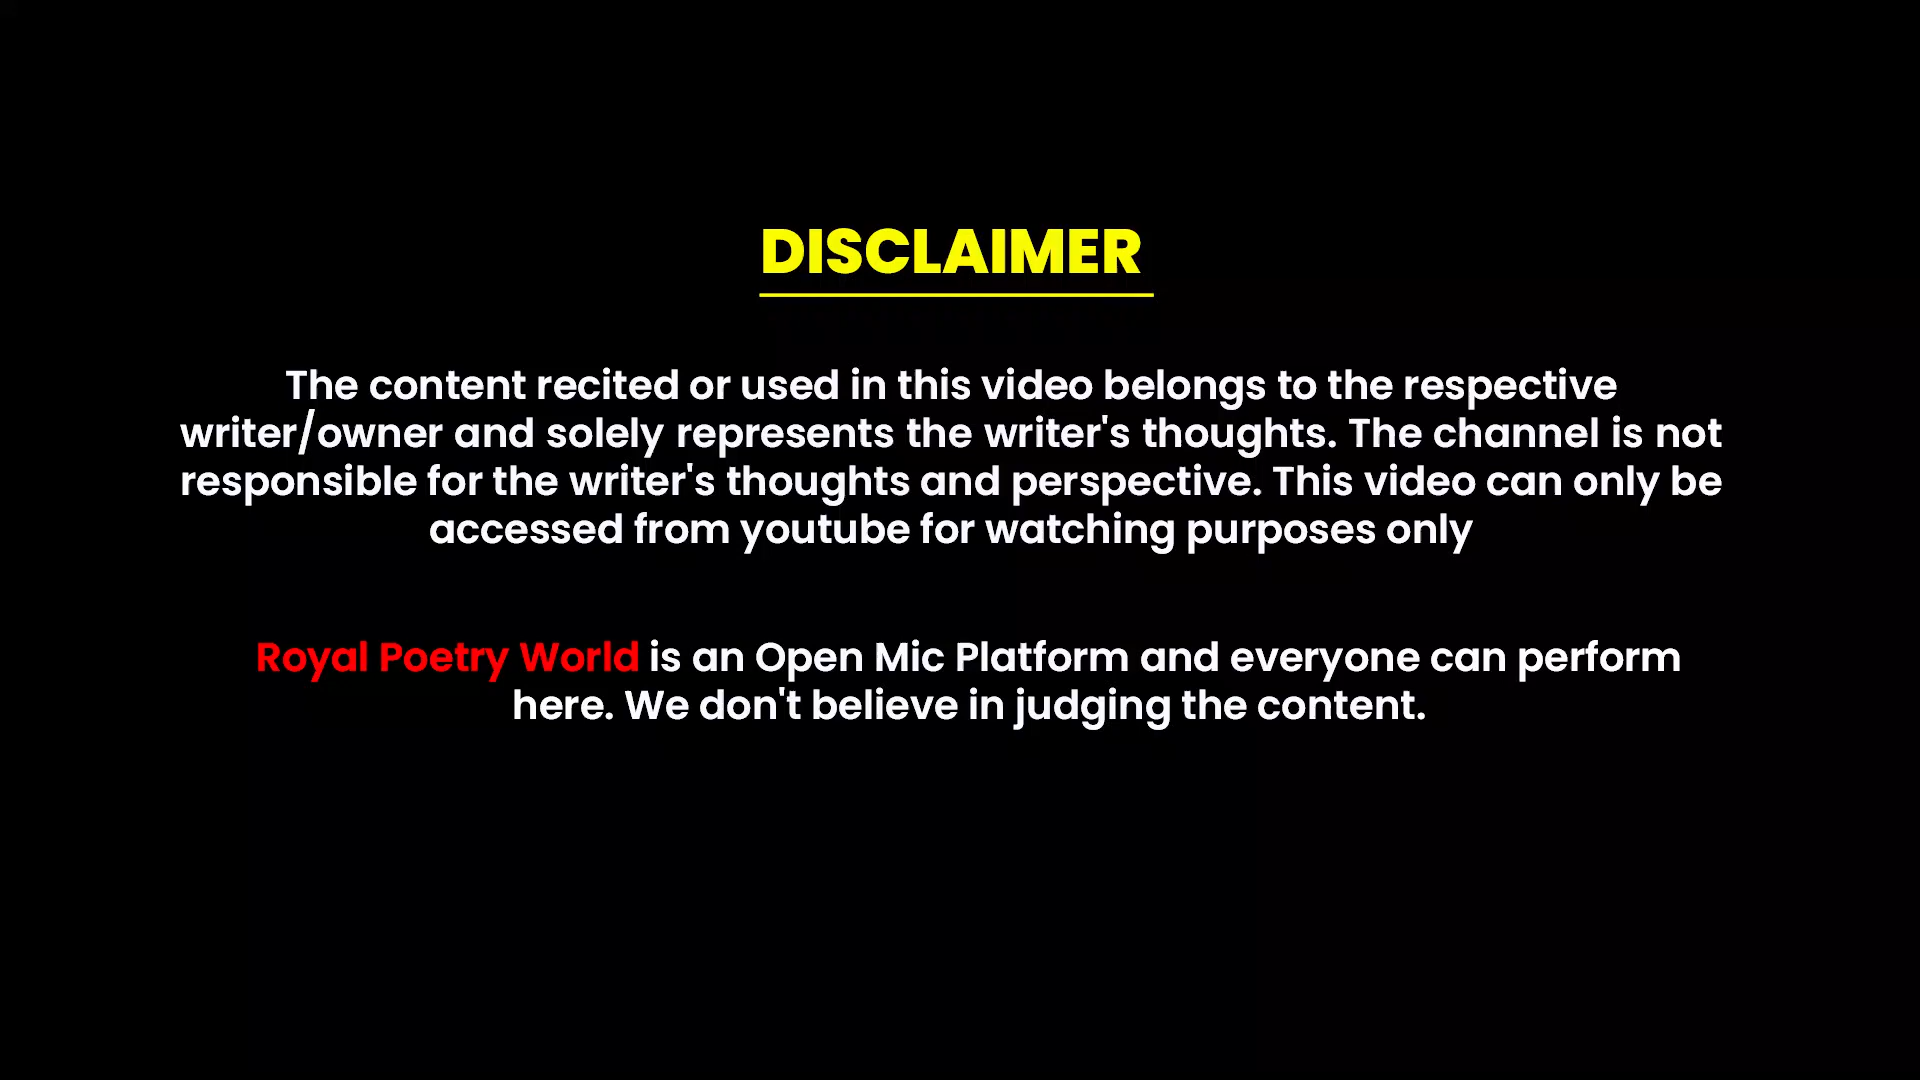 DISCLAIMER
The content recited or used in this video belongs to the respective
writer/owner and solely represents the writer's thoughts. The channel is not
responsible for the writer's thoughts and perspective. This video can only be
accessed from youtube for watching purposes only
Royal Poetry World is an Open Mic Platform and everyone can perform
here. We don't believe in judging the content.